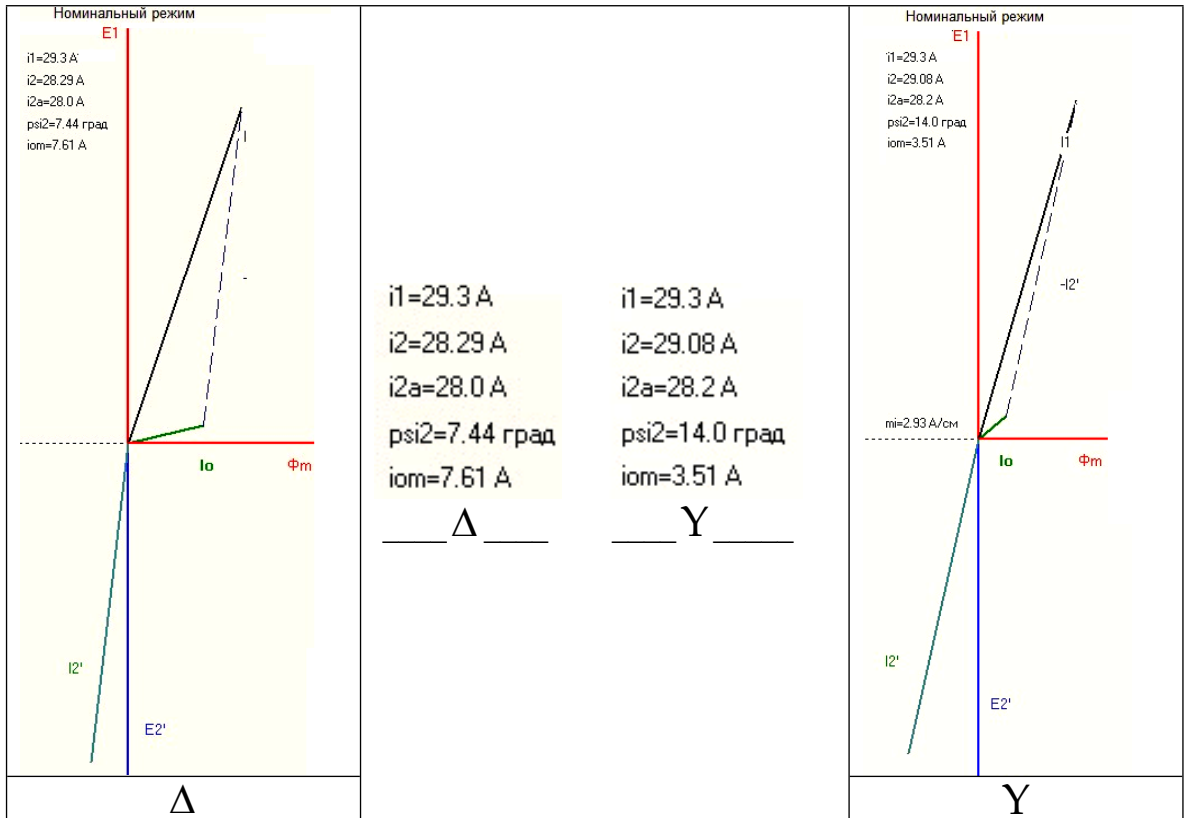 Номинальный режим
E1
i1=29.3 A
i2=28.29 A
i2a=28.0 A
psi2=7.44 град
iom=7.61 A
I
-
Io
Фm
I2'
E2'
Δ
i1=29.3 A
i2=28.29 A
i2a=28.0 A
psi2=7.44 град
iom=7.61 A
____ Δ ____
i1=29.3 A
i2=29.08 A
i2a=28.2 A
psi2=14.0 град
iom=3.51 A
____ Y _____
Номинальный режим
E1
i1=29.3 A
i2=29.08 A
i2a=28.2 A
psi2=14.0 град
iom=3.51 A
I1
-I2'
mi=2.93 A/см
Io
Фm
I2'
E2'
Y